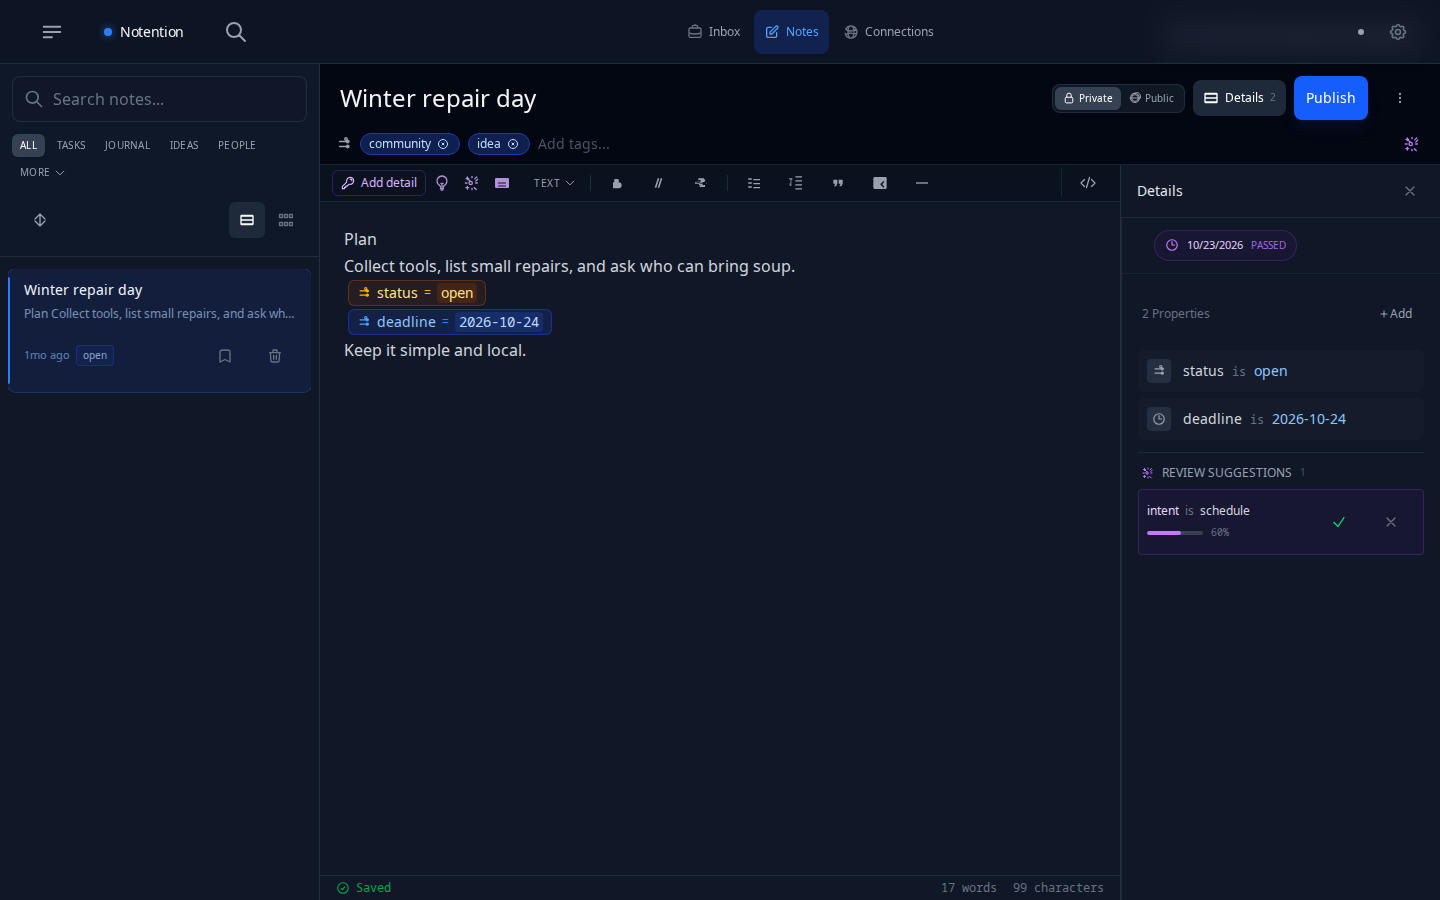 Notention
Inbox
Notes
Connections
Search notes...
ALL
TASKS
JOURNAL
IDEAS
PEOPLE
MORE
Winter repair day
Plan Collect tools, list small repairs, and ask wh...
1mo ago
open
Winter repair day
Private
Public
Details 2
Publish
community
idea
Add tags...
Add detail
TEXT
Plan
Collect tools, list small repairs, and ask who can bring soup.
status = open
deadline = 2026-10-24
Keep it simple and local.
Saved
17 words
99 characters
Details
10/23/2026 PASSED
2 Properties
+ Add
status is open
deadline is 2026-10-24
REVIEW SUGGESTIONS 1
intent is schedule
60%